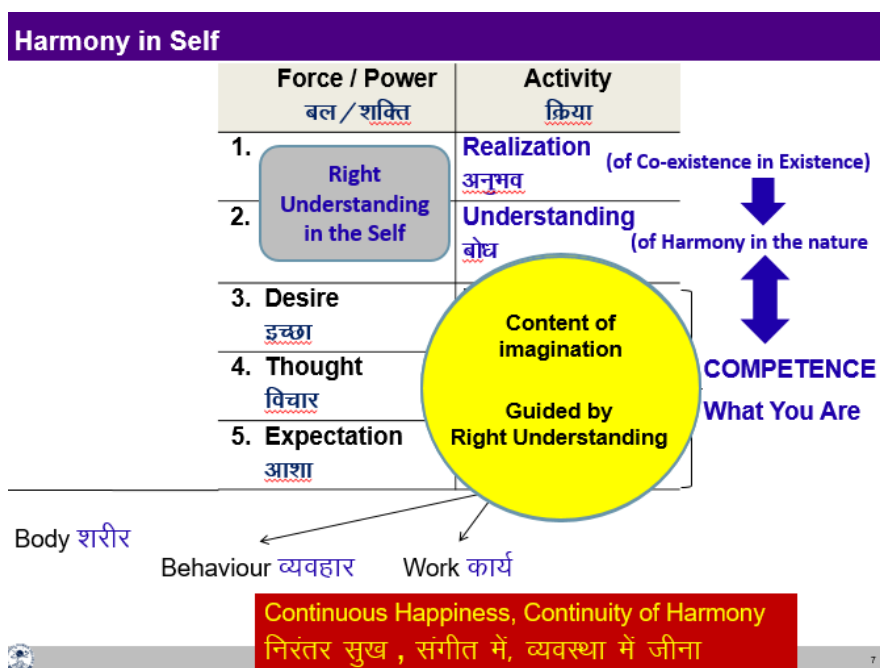 Harmony in Self
Force / Power
बल / शक्ति
Activity
क्रिया
1.
Right
Understanding
in the Self
Realization
अनुभव
(of Co-existence in Existence)
2.
Understanding
बोध
(of Harmony in the nature
3. Desire
इच्छा
Content of
imagination
4. Thought
विचार
COMPETENCE
What You Are
Guided by
Right Understanding
5. Expectation
आशा
Body शरीर
Behaviour व्यवहार
Work कार्य
Continuous Happiness, Continuity of Harmony
निरंतर सुख , संगीत में, व्यवस्था में जीना
7